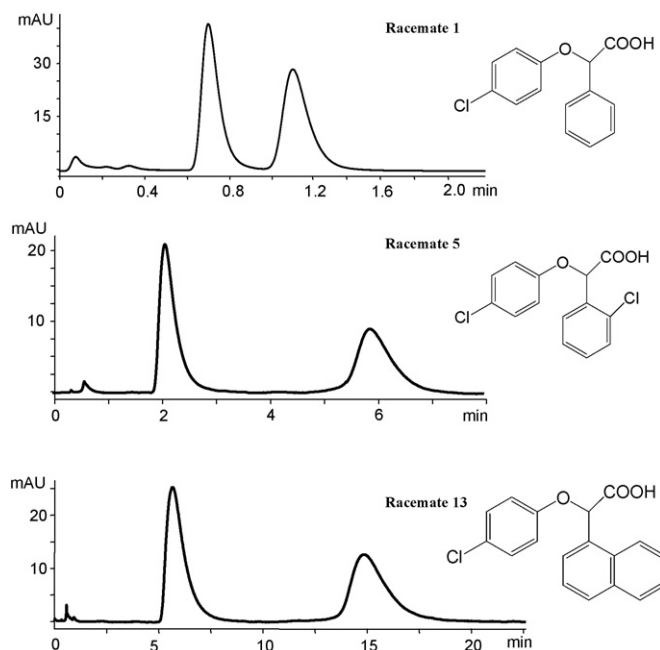 mAU
Racemate 1
30
15
0 0.4 0.8 1.2 1.6 2.0 min
O COOH
Cl
mAU
Racemate 5
20
10
0 2 4 6 min
O COOH
Cl Cl
mAU
Racemate 13
20
10
0 5 10 15 20 min
O COOH
Cl